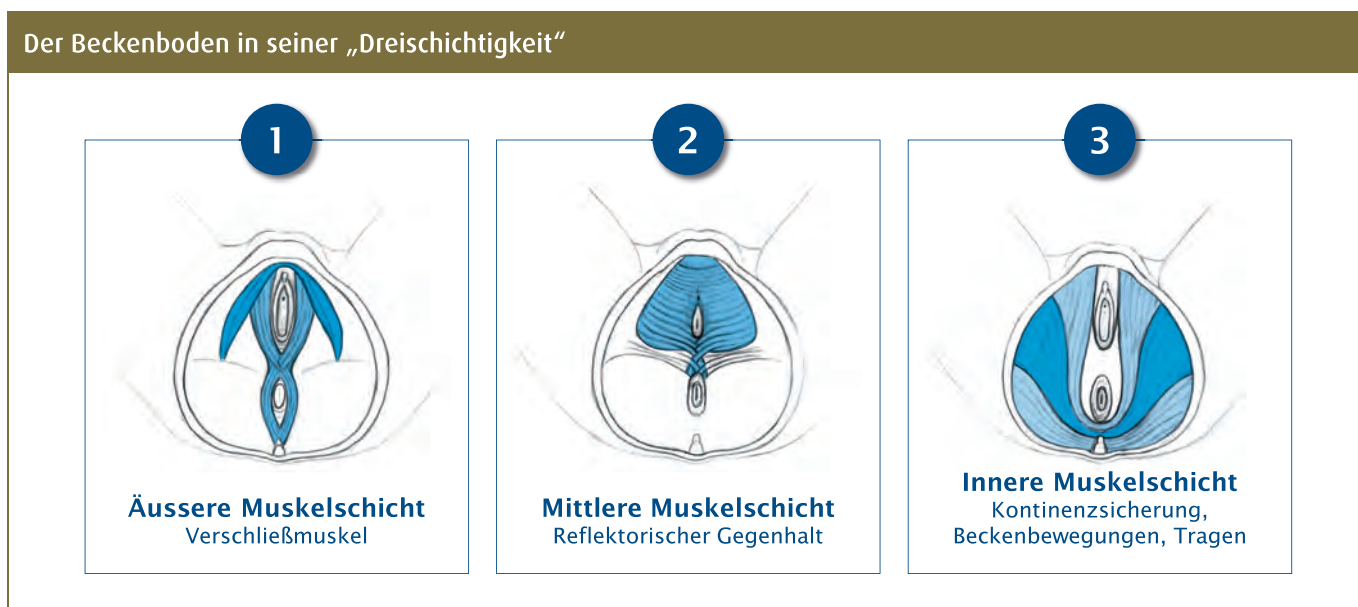 Der Beckenboden in seiner „Dreischichtigkeit“
1
Äussere Muskelschicht
Verschließmuskel
2
Mittlere Muskelschicht
Reflektorischer Gegenhalt
3
Innere Muskelschicht
Kontinenzsicherung,
Beckenbewegungen, Tragen